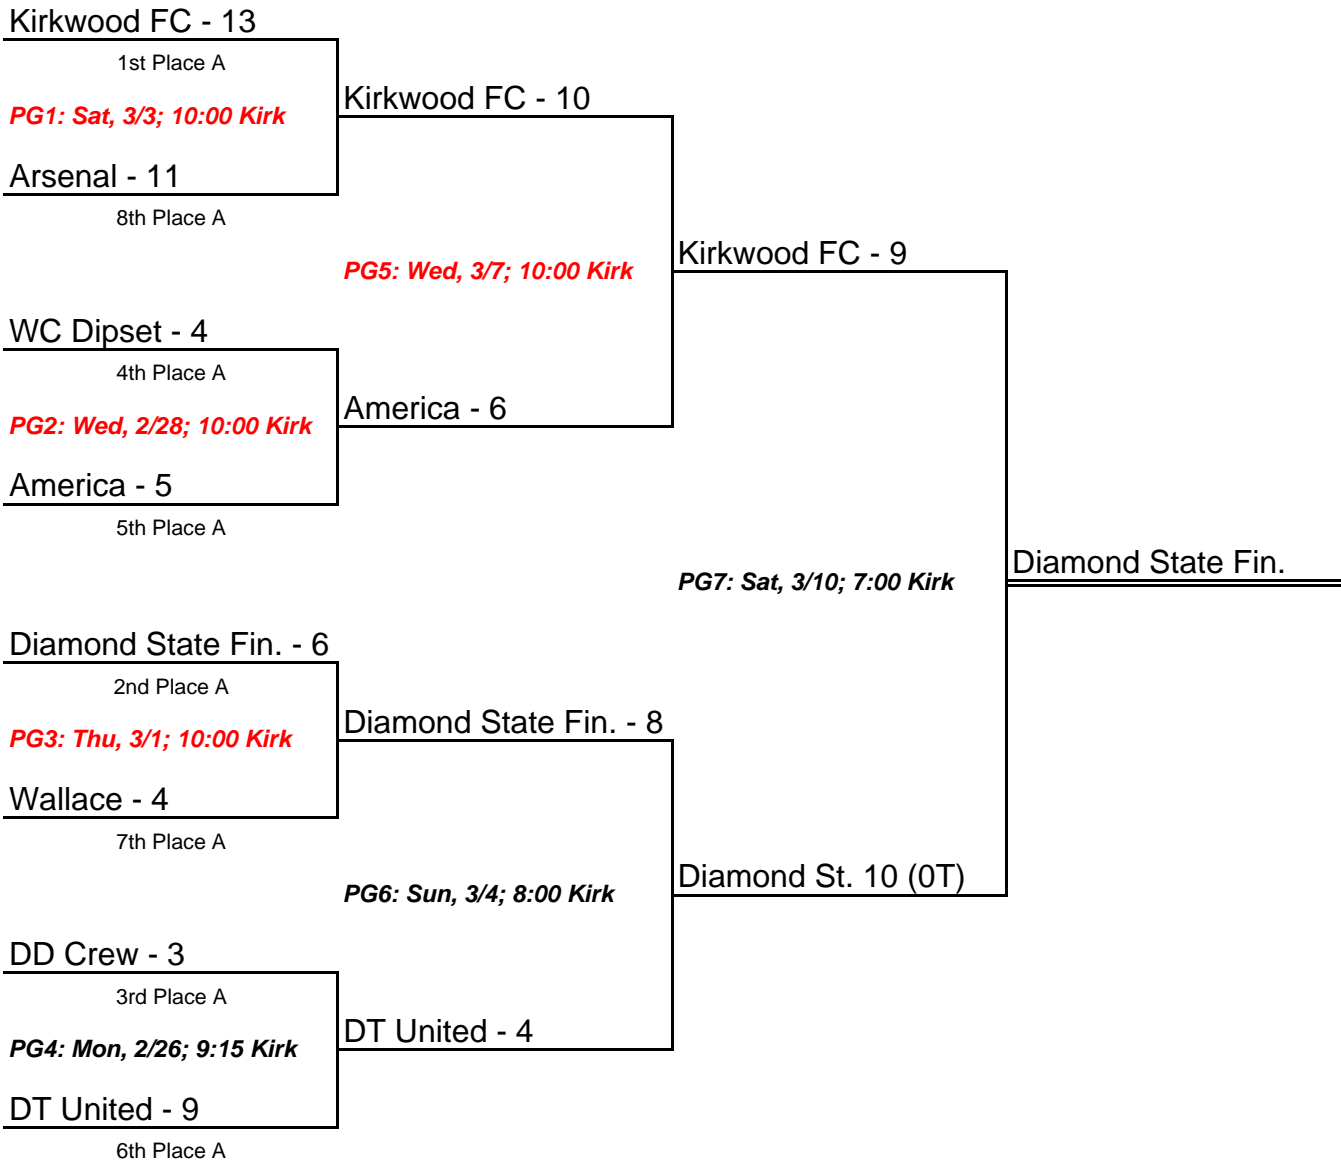 Kirkwood FC - 13
1st Place A
PG1: Sat, 3/3; 10:00 Kirk
Arsenal - 11
8th Place A
Kirkwood FC - 10
PG5: Wed, 3/7; 10:00 Kirk
WC Dipset - 4
4th Place A
PG2: Wed, 2/28; 10:00 Kirk
America - 5
5th Place A
America - 6
Kirkwood FC - 9
PG7: Sat, 3/10; 7:00 Kirk
Diamond State Fin.
Diamond State Fin. - 6
2nd Place A
PG3: Thu, 3/1; 10:00 Kirk
Wallace - 4
7th Place A
Diamond State Fin. - 8
PG6: Sun, 3/4; 8:00 Kirk
Diamond St. 10 (0T)
DD Crew - 3
3rd Place A
PG4: Mon, 2/26; 9:15 Kirk
DT United - 9
6th Place A
DT United - 4